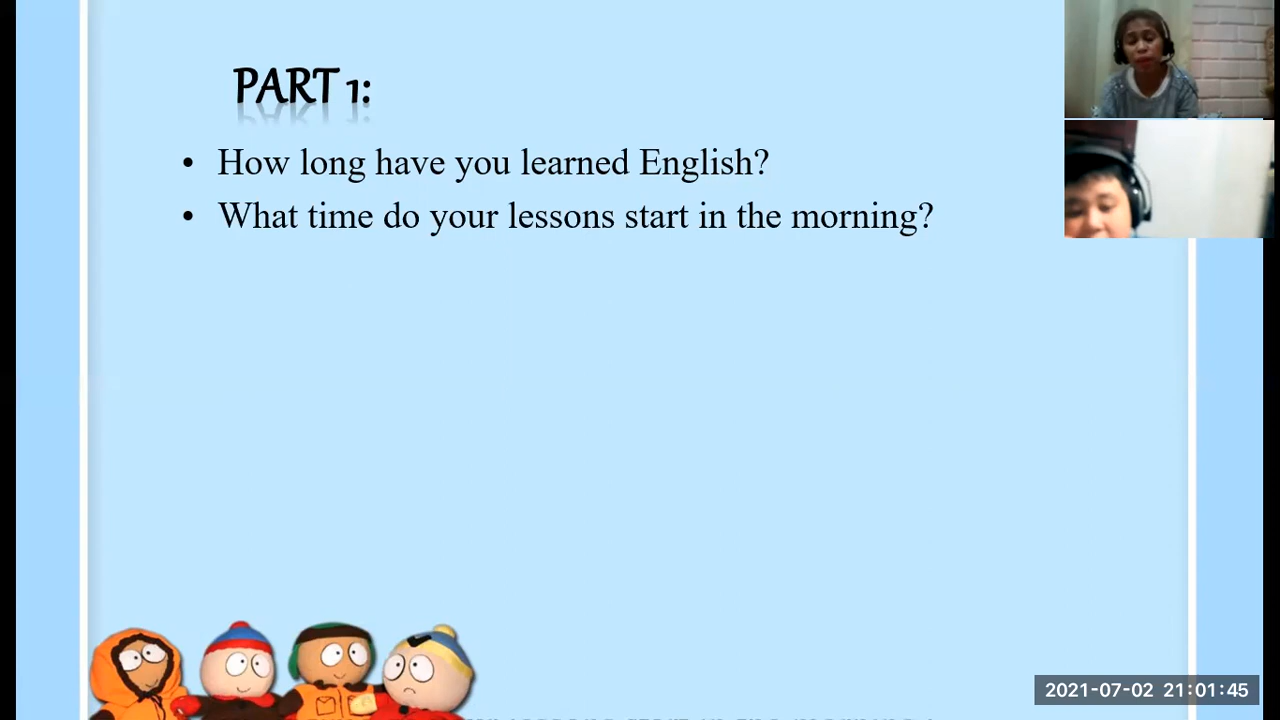 PART 1:
• How long have you learned English?
• What time do your lessons start in the morning?
2021-07-02 21:01:45